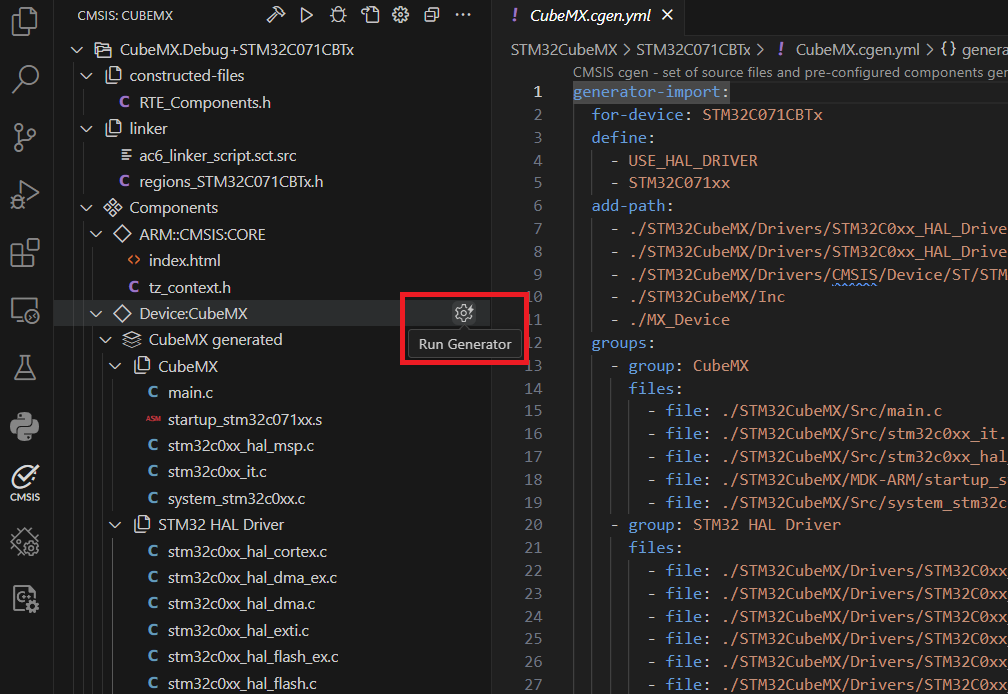 CMSIS: CUBEMX
CubeMX.Debug+STM32C071CBTx
constructed-files
C RTE_Components.h
linker
ac6_linker_script.sct.src
C regions_STM32C071CBTx.h
Components
ARM::CMSIS:CORE
<> index.html
C tz_context.h
Device:CubeMX
Run Generator
CubeMX generated
CubeMX
C main.c
ASM startup_stm32c071xx.s
C stm32c0xx_hal_msp.c
C stm32c0xx_it.c
C system_stm32c0xx.c
STM32 HAL Driver
C stm32c0xx_hal_cortex.c
C stm32c0xx_hal_dma_ex.c
C stm32c0xx_hal_dma.c
C stm32c0xx_hal_exti.c
C stm32c0xx_hal_flash_ex.c
C stm32c0xx_hal_flash.c
CMSIS
! CubeMX.cgen.yml ×
STM32CubeMX > STM32C071CBTx > ! CubeMX.cgen.yml > {} genera
CMSIS cgen - set of source files and pre-configured components gen
1 generator-import:
2 for-device: STM32C071CBTx
3 define:
4 - USE_HAL_DRIVER
5 - STM32C071xx
6 add-path:
7 - ./STM32CubeMX/Drivers/STM32C0xx_HAL_Drive
8 - ./STM32CubeMX/Drivers/STM32C0xx_HAL_Drive
9 - ./STM32CubeMX/Drivers/CMSIS/Device/ST/STM
10 - ./STM32CubeMX/Inc
11 - ./MX_Device
12 groups:
13 - group: CubeMX
14 files:
15 - file: ./STM32CubeMX/Src/main.c
16 - file: ./STM32CubeMX/Src/stm32c0xx_it.
17 - file: ./STM32CubeMX/Src/stm32c0xx_hal
18 - file: ./STM32CubeMX/MDK-ARM/startup_s
19 - file: ./STM32CubeMX/Src/system_stm32c
20 - group: STM32 HAL Driver
21 files:
22 - file: ./STM32CubeMX/Drivers/STM32C0xx
23 - file: ./STM32CubeMX/Drivers/STM32C0xx
24 - file: ./STM32CubeMX/Drivers/STM32C0xx
25 - file: ./STM32CubeMX/Drivers/STM32C0xx
26 - file: ./STM32CubeMX/Drivers/STM32C0xx
27 - file: ./STM32CubeMX/Drivers/STM32C0xx